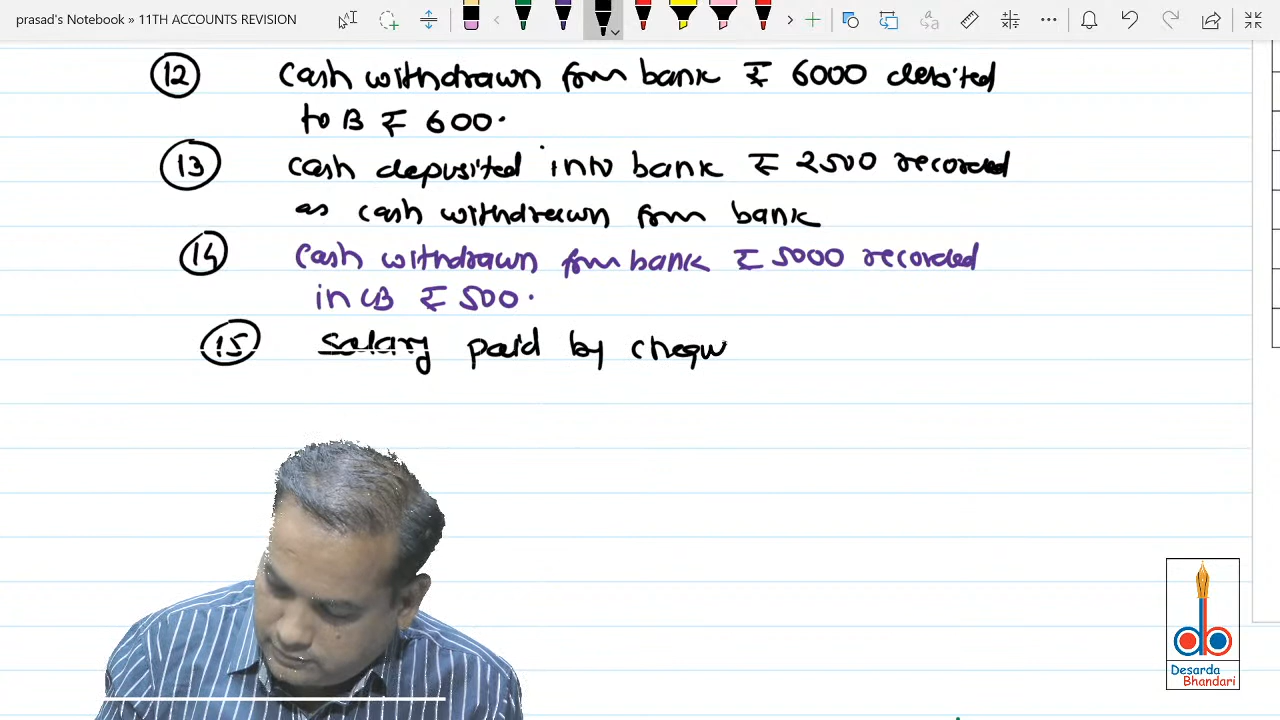 prasad's Notebook » 11TH ACCOUNTS REVISION
12 Cash withdrawn from bank ₹ 6000 debited
to B ₹ 600.
13 Cash deposited into bank ₹ 2500 recorded
as cash withdrawn from bank
14 Cash withdrawn from bank ₹ 5000 recorded
in CB ₹ 500.
15 Salary paid by chequ
Desarda
Bhandari